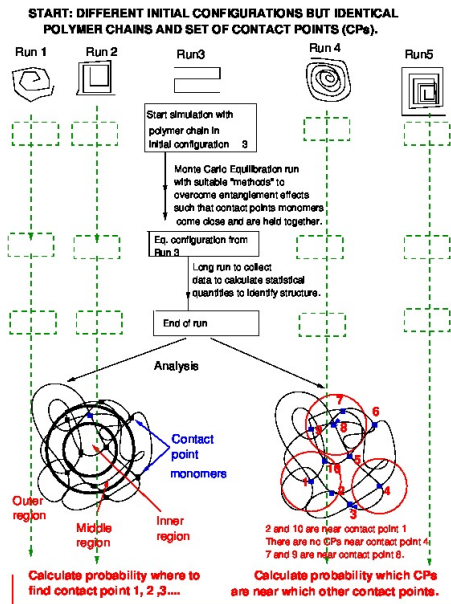 START: DIFFERENT INITIAL CONFIGURATIONS BUT IDENTICAL
POLYMER CHAINS AND SET OF CONTACT POINTS (CPs).
Run 1
Run 2
Run3
Run 4
Run5
Start simulation with
polymer chain in
initial configuration 3
Monte Carlo Equilibration run
with suitable "methods" to
overcome entanglement effects
such that contact points monomers
come close and are held together.
Eq. configuration from
Run 3
Long run to collect
data to calculate statistical
quantities to identify structure.
End of run
Analysis
Contact
point
monomers
Outer
region
Middle
region
Inner
region
7
8
6
9
10
5
1
2
4
3
2 and 10 are near contact point 1
There are no CPs near contact point 4
7 and 9 are near contact point 8.
Calculate probability where to
find contact point 1, 2 ,3....
Calculate probability which CPs
are near which other contact points.